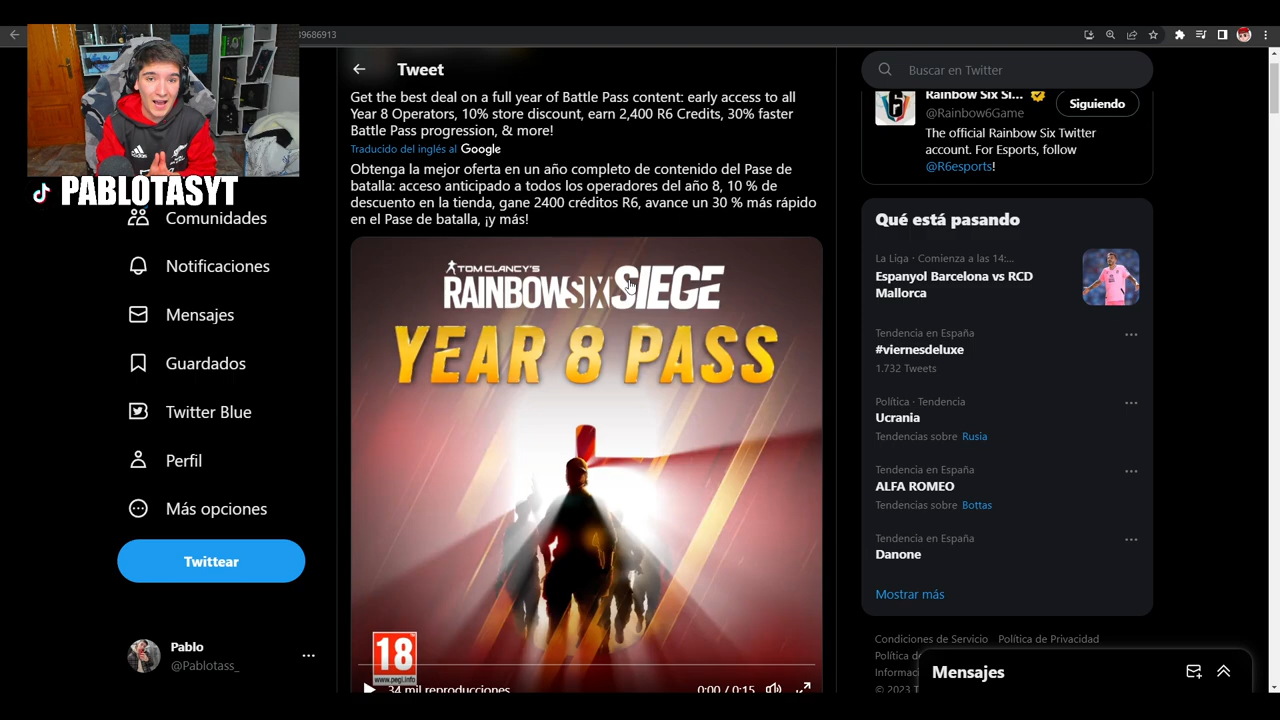 39686913
PABLOTASYT
Comunidades
Notificaciones
Mensajes
Guardados
Twitter Blue
Perfil
Más opciones
Twittear
Pablo
@Pablotass_
Tweet
Get the best deal on a full year of Battle Pass content: early access to all
Year 8 Operators, 10% store discount, earn 2,400 R6 Credits, 30% faster
Battle Pass progression, & more!
Traducido del inglés al Google
Obtenga la mejor oferta en un año completo de contenido del Pase de
batalla: acceso anticipado a todos los operadores del año 8, 10 % de
descuento en la tienda, gane 2400 créditos R6, avance un 30 % más rápido
en el Pase de batalla, ¡y más!
TOM CLANCY'S
RAINBOWSIX SIEGE
YEAR 8 PASS
18
www.pegi.info
34 mil reproducciones
0:00 / 0:15
Buscar en Twitter
Rainbow Six Si...
@Rainbow6Game
Siguiendo
The official Rainbow Six Twitter
account. For Esports, follow
@R6esports!
Qué está pasando
La Liga · Comienza a las 14:...
Espanyol Barcelona vs RCD
Mallorca
Tendencia en España
#viernesdeluxe
1.732 Tweets
Política · Tendencia
Ucrania
Tendencias sobre Rusia
Tendencia en España
ALFA ROMEO
Tendencias sobre Bottas
Tendencia en España
Danone
Mostrar más
Condiciones de Servicio Política de Privacidad
Política de
© 2023
Mensajes